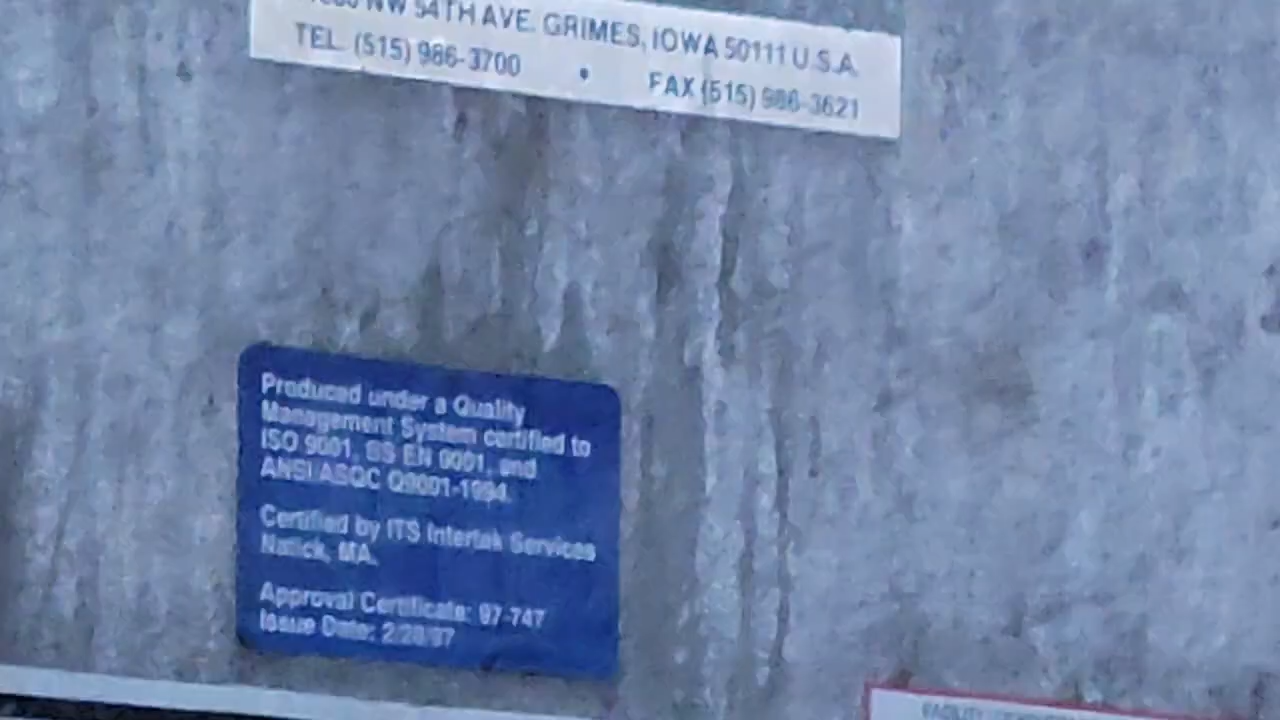 NW 54TH AVE. GRIMES, IOWA 50111 U.S.A.
TEL. (515) 986-3700 • FAX (515) 986-3621
Produced under a Quality
Management System certified to
ISO 9001, BS EN 9001, and
ANSI/ASQC Q9001-1994.
Certified by ITS Intertek Services
Natick, MA.
Approval Certificate: 97-747
Issue Date: 2/28/97